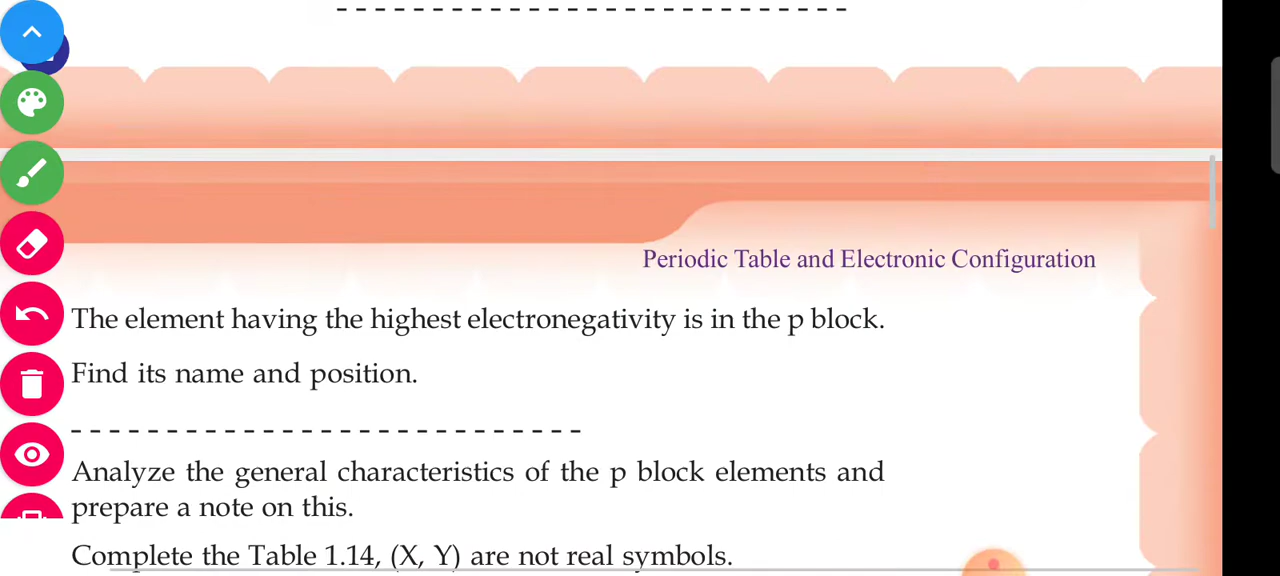 Periodic Table and Electronic Configuration
The element having the highest electronegativity is in the p block.
Find its name and position.
Analyze the general characteristics of the p block elements and
prepare a note on this.
Complete the Table 1.14, (X, Y) are not real symbols.